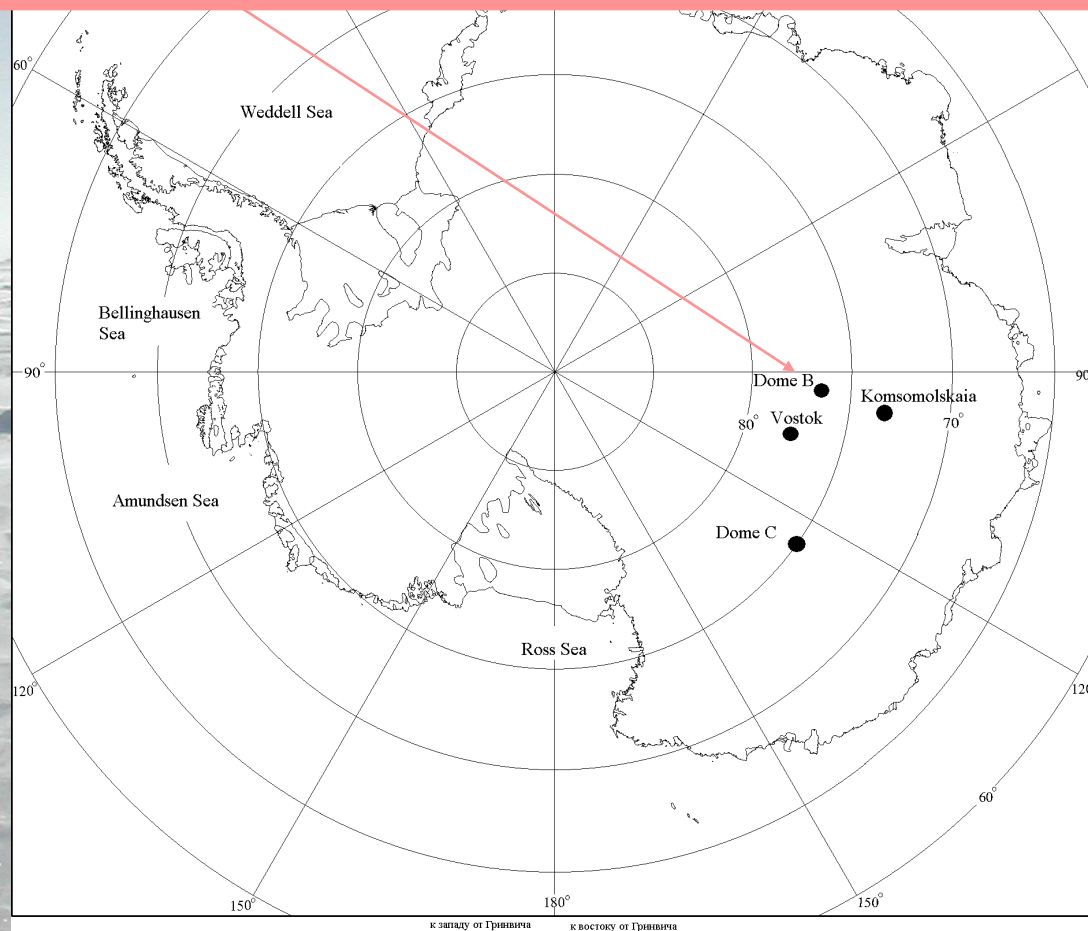 60°
Weddell Sea
Bellinghausen
Sea
90°
90
Dome B
Komsomolskaia
80°
Vostok
70°
Amundsen Sea
Dome C
Ross Sea
120°
120
60°
150°
180°
150°
к западу от Гринвича
к востоку от Гринвича